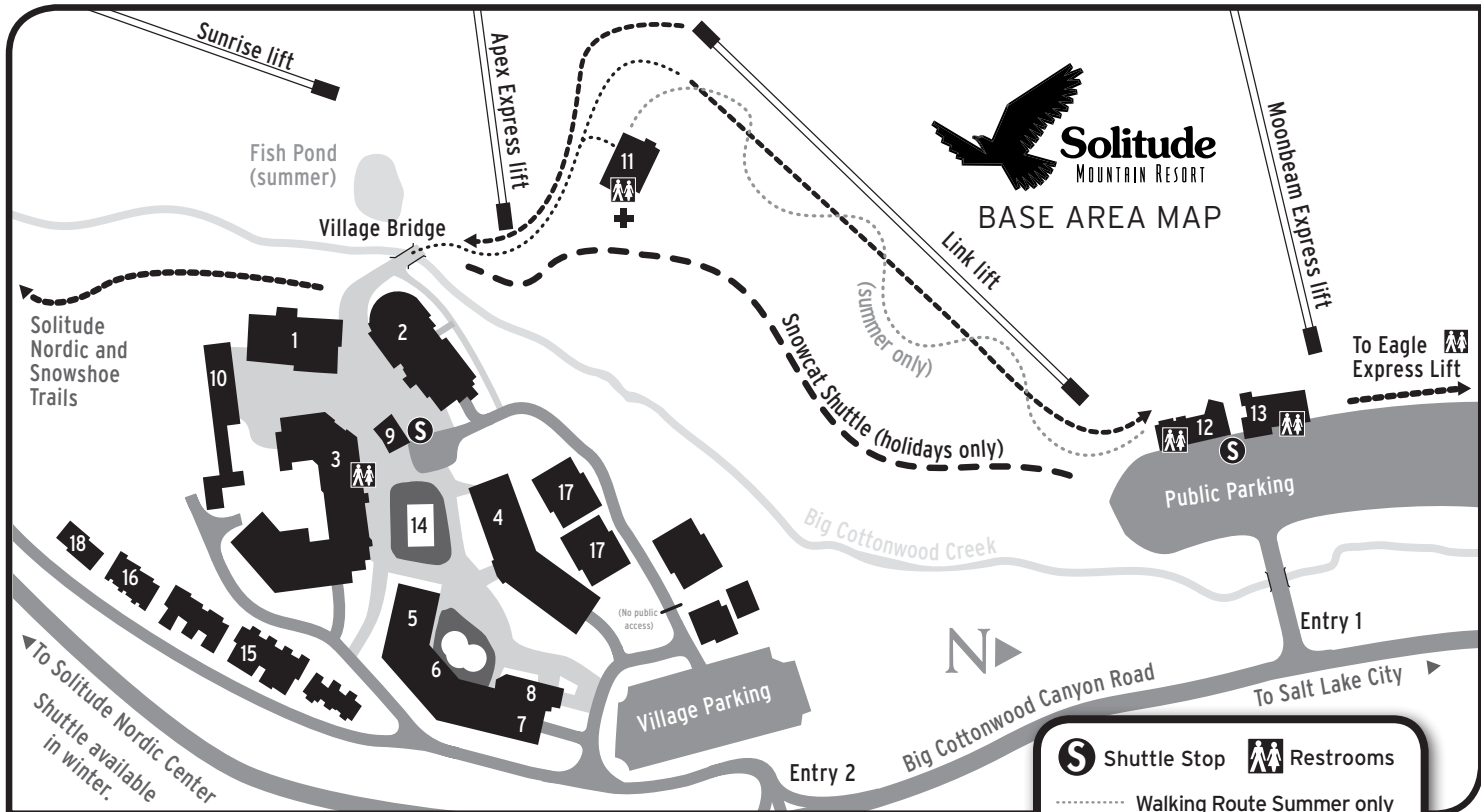 Sunrise lift
Apex Express lift
Fish Pond
(summer)
Village Bridge
Solitude
MOUNTAIN RESORT
BASE AREA MAP
Moonbeam Express lift
Link lift
(summer only)
Snowcat Shuttle (holidays only)
To Eagle
Express Lift
Solitude
Nordic and
Snowshoe
Trails
1
2
10
11
9
S
3
12
13
S
Public Parking
14
4
17
17
Big Cottonwood Creek
18
16
15
5
6
8
7
(No public
access)
N
Entry 1
Village Parking
Big Cottonwood Canyon Road
To Salt Lake City
To Solitude Nordic Center
Shuttle available
in winter.
Entry 2
S Shuttle Stop
Restrooms
Walking Route Summer only